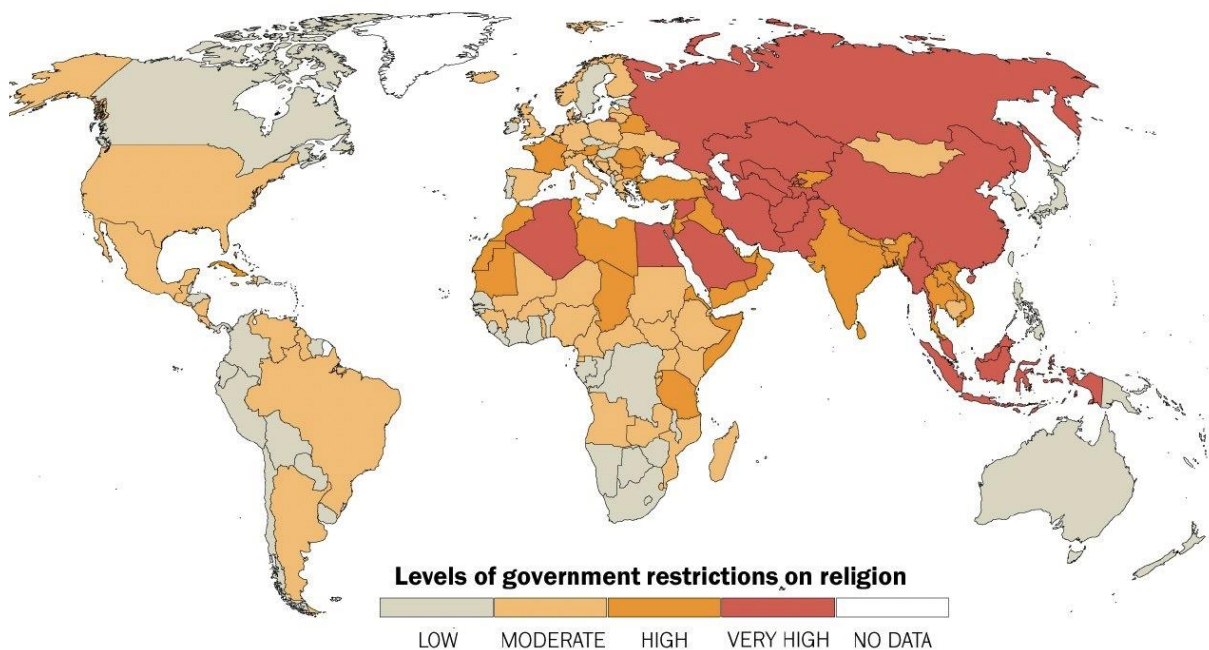 Levels of government restrictions on religion
LOW MODERATE HIGH VERY HIGH NO DATA